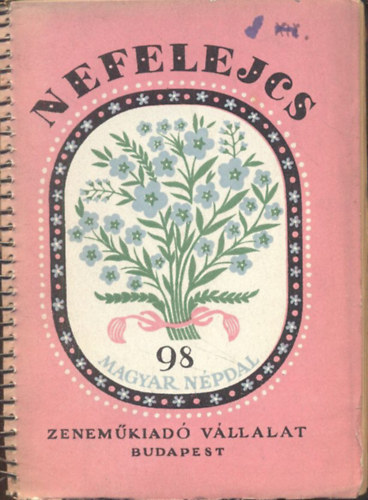 NEFELEJCS
98
MAGYAR NÉPDAL
ZENEMŰKIADÓ VÁLLALAT
BUDAPEST